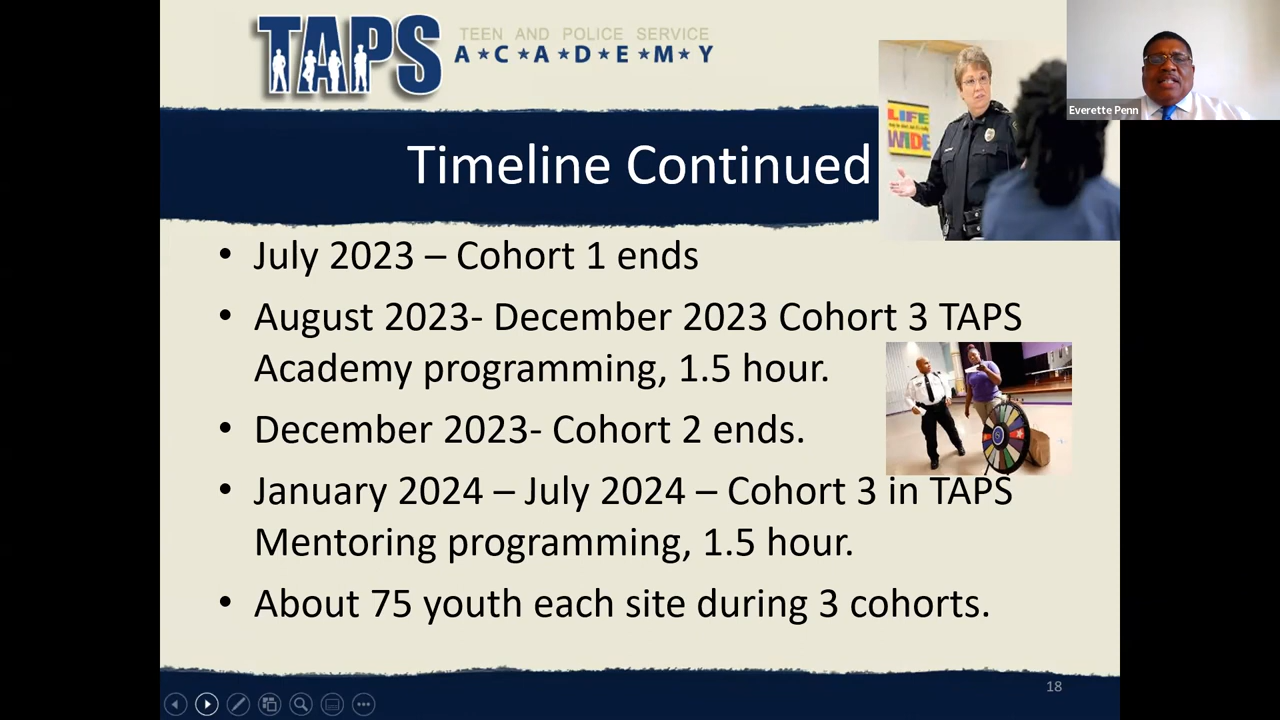 TAPS
TEEN AND POLICE SERVICE
A★C★A★D★E★M★Y
LIFE
WIDE
Everette Penn
Timeline Continued
• July 2023 – Cohort 1 ends
• August 2023- December 2023 Cohort 3 TAPS
Academy programming, 1.5 hour.
• December 2023- Cohort 2 ends.
• January 2024 – July 2024 – Cohort 3 in TAPS
Mentoring programming, 1.5 hour.
• About 75 youth each site during 3 cohorts.
18